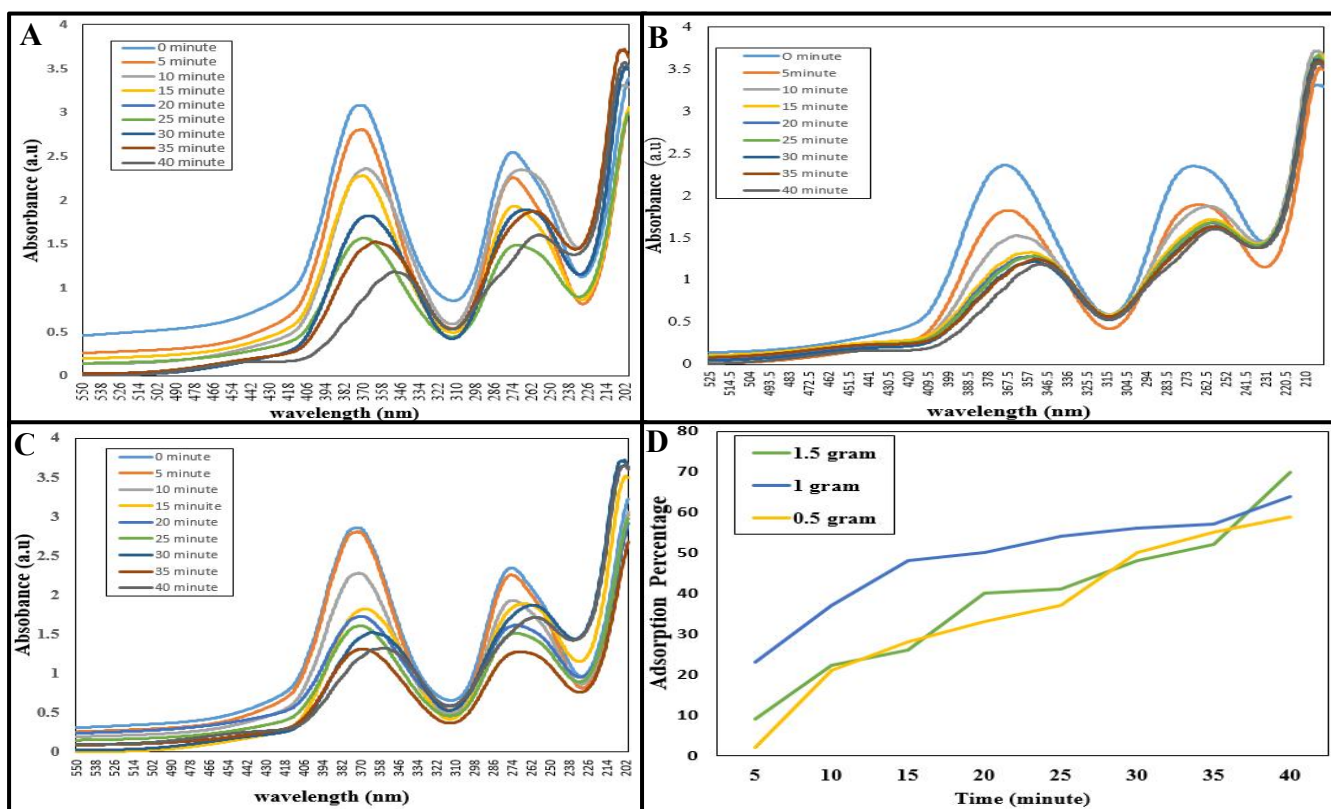 A
Absorbance (a.u)
4
3.5
3
2.5
2
1.5
1
0.5
0
0 minute
5 minute
10 minute
15 minute
20 minute
25 minute
30 minute
35 minute
40 minute
550 538 526 514 502 490 478 466 454 442 430 418 406 394 382 370 358 346 334 322 310 298 286 274 262 250 238 226 214 202
wavelength (nm)
B
Absorbance (a.u)
4
3.5
3
2.5
2
1.5
1
0.5
0
O minute
5minute
10 minute
15 minute
20 minute
25 minute
30 minute
35 minute
40 minute
525 514.5 504 493.5 483 472.5 462 451.5 441 430.5 420 409.5 399 388.5 378 367.5 357 346.5 336 325.5 315 304.5 294 283.5 273 262.5 252 241.5 231 220.5 210
wavelength (nm)
C
Absobance (a.u)
4
3.5
3
2.5
2
1.5
1
0.5
0
0 minute
5 minute
10 minute
15 minuite
20 minute
25 minute
30 minute
35 minute
40 minute
550 538 526 514 502 490 478 466 454 442 430 418 406 394 382 370 358 346 334 322 310 298 286 274 262 250 238 226 214 202
wavelength (nm)
D
Adsorption Percentage
80
70
60
50
40
30
20
10
0
1.5 gram
1 gram
0.5 gram
5 10 15 20 25 30 35 40
Time (minute)